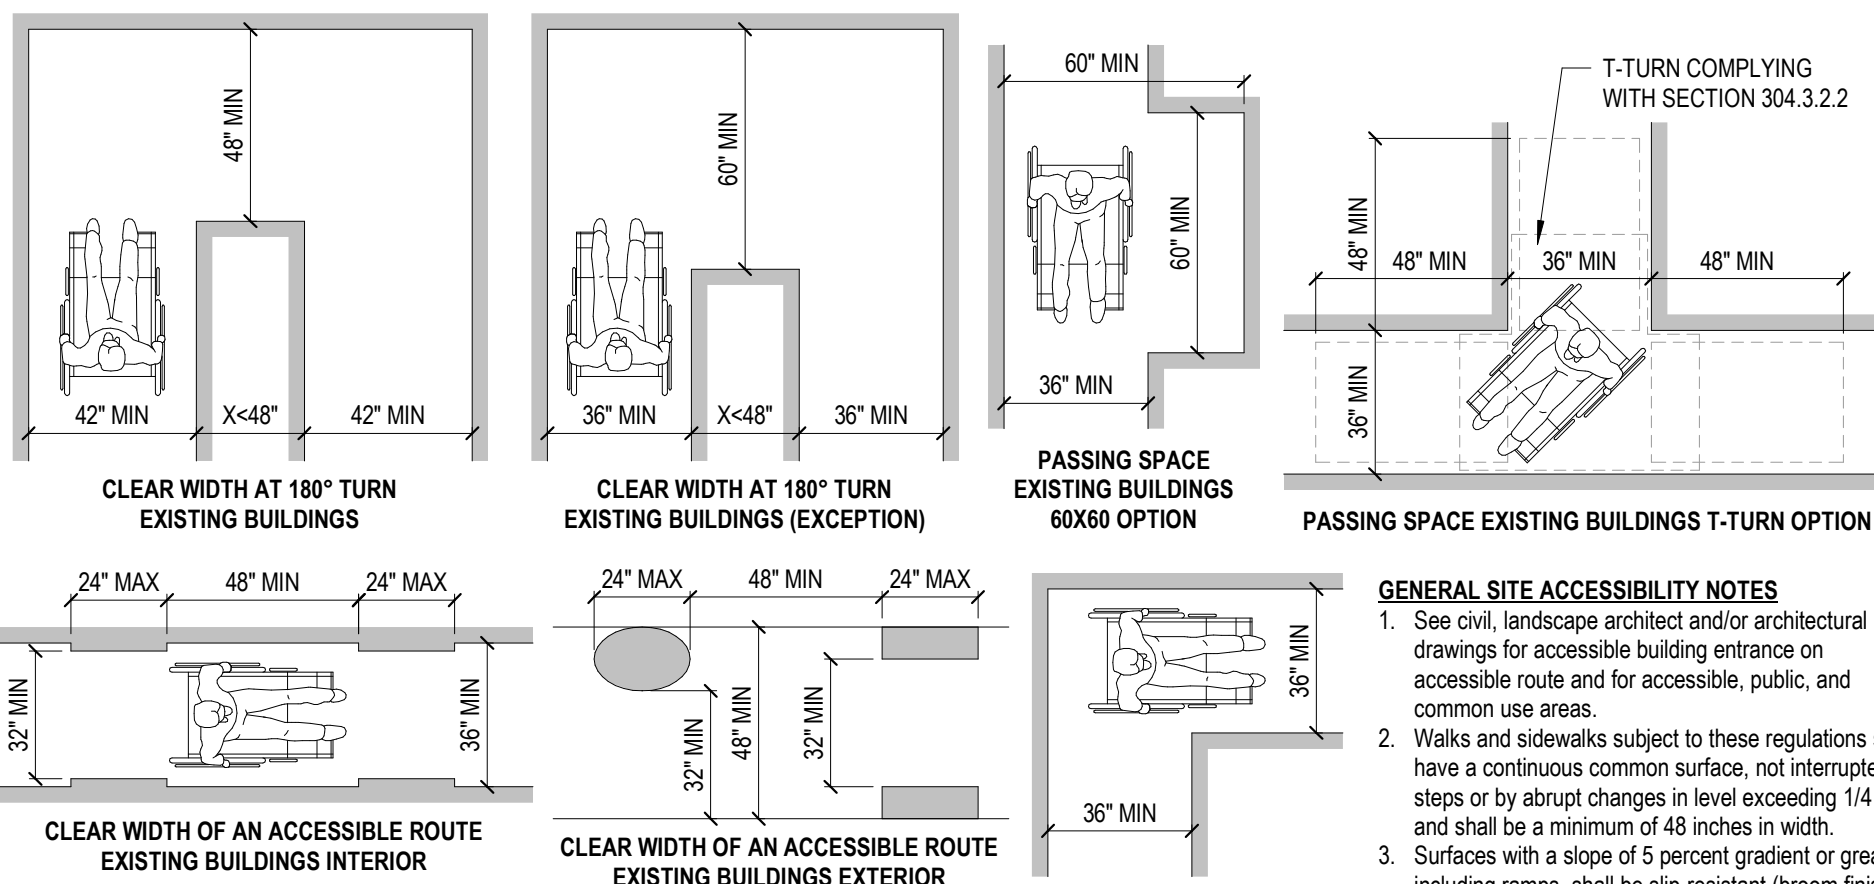 48" MIN
42" MIN
X<48"
42" MIN
CLEAR WIDTH AT 180° TURN
EXISTING BUILDINGS
60" MIN
36" MIN
X<48"
36" MIN
CLEAR WIDTH AT 180° TURN
EXISTING BUILDINGS (EXCEPTION)
60" MIN
60" MIN
36" MIN
PASSING SPACE
EXISTING BUILDINGS
60X60 OPTION
T-TURN COMPLYING
WITH SECTION 304.3.2.2
48" MIN
48" MIN
36" MIN
48" MIN
36" MIN
PASSING SPACE EXISTING BUILDINGS T-TURN OPTION
24" MAX
48" MIN
24" MAX
32" MIN
36" MIN
CLEAR WIDTH OF AN ACCESSIBLE ROUTE
EXISTING BUILDINGS INTERIOR
24" MAX
48" MIN
24" MAX
32" MIN
48" MIN
32" MIN
CLEAR WIDTH OF AN ACCESSIBLE ROUTE
EXISTING BUILDINGS EXTERIOR
36" MIN
36" MIN
GENERAL SITE ACCESSIBILITY NOTES
1. See civil, landscape architect and/or architectural
drawings for accessible building entrance on
accessible route and for accessible, public, and
common use areas.
2. Walks and sidewalks subject to these regulations
have a continuous common surface, not
steps or by abrupt changes in level exceeding 1/4
and shall be a minimum of 48 inches in width.
3. Surfaces with a slope of 5 percent gradient or
including ramps, shall be slip resistant (broom